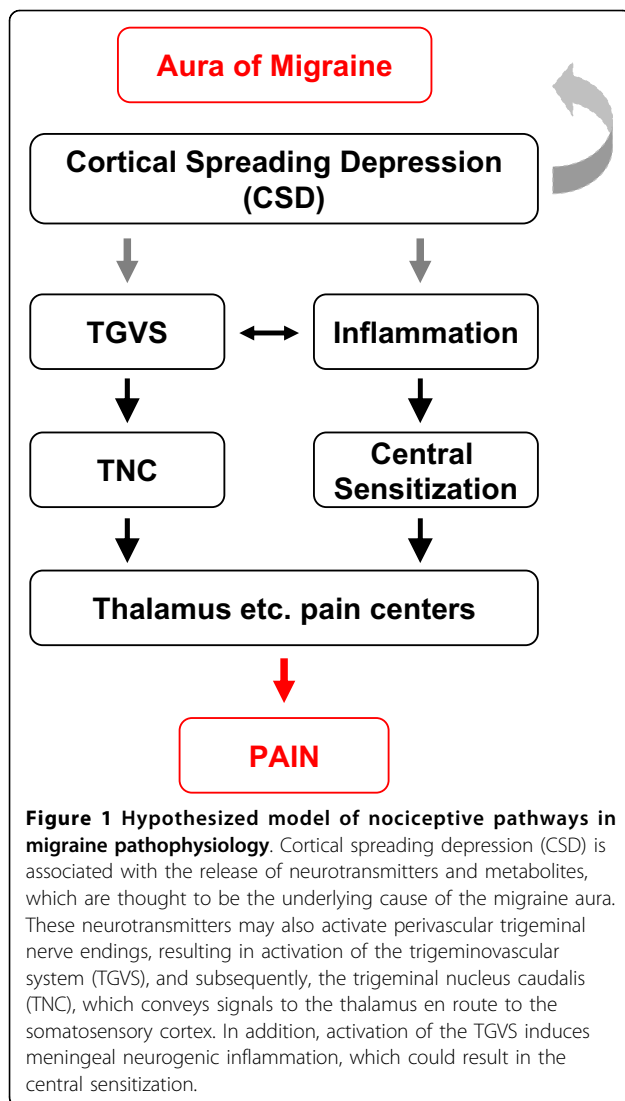 Aura of Migraine
Cortical Spreading Depression
(CSD)
TGVS
Inflammation
TNC
Central
Sensitization
Thalamus etc. pain centers
PAIN
Figure 1 Hypothesized model of nociceptive pathways in
migraine pathophysiology. Cortical spreading depression (CSD) is
associated with the release of neurotransmitters and metabolites,
which are thought to be the underlying cause of the migraine aura.
These neurotransmitters may also activate perivascular trigeminal
nerve endings, resulting in activation of the trigeminovascular
system (TGVS), and subsequently, the trigeminal nucleus caudalis
(TNC), which conveys signals to the thalamus en route to the
somatosensory cortex. In addition, activation of the TGVS induces
meningeal neurogenic inflammation, which could result in the
central sensitization.